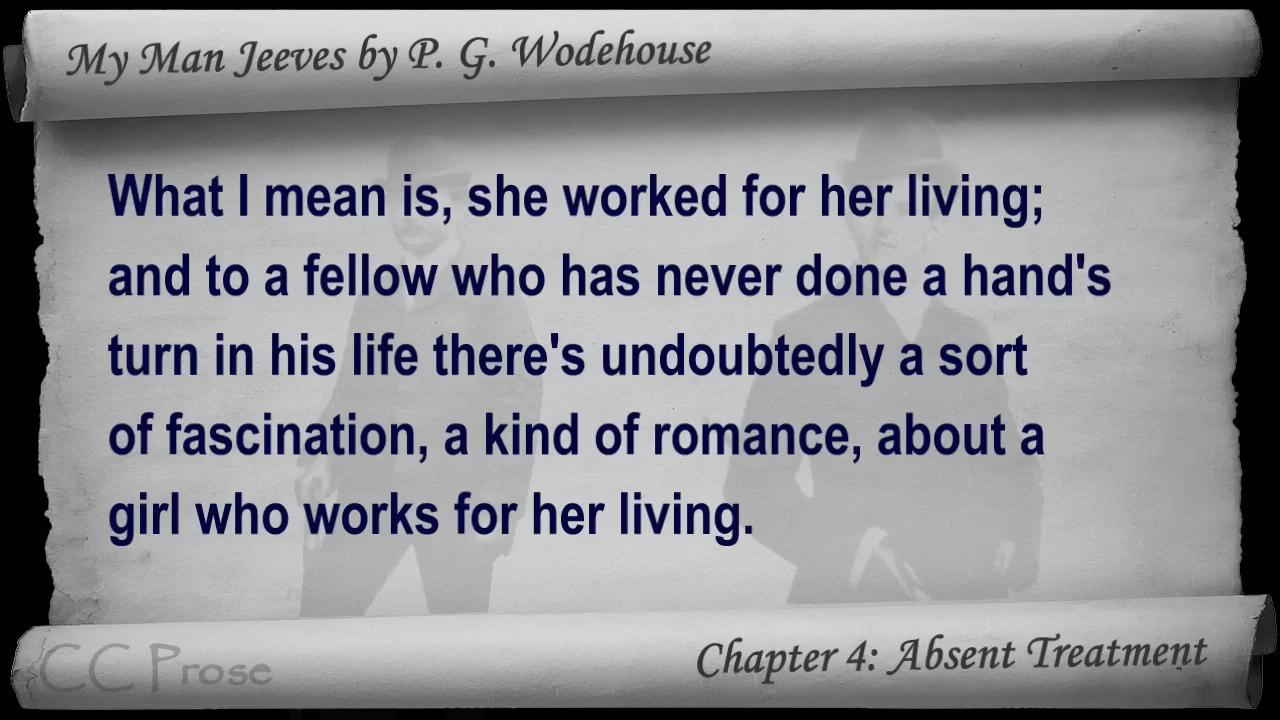 My Man Jeeves by P. G. Wodehouse
What I mean is, she worked for her living;
and to a fellow who has never done a hand's
turn in his life there's undoubtedly a sort
of fascination, a kind of romance, about a
girl who works for her living.
CC Prose
Chapter 4: Absent Treatment